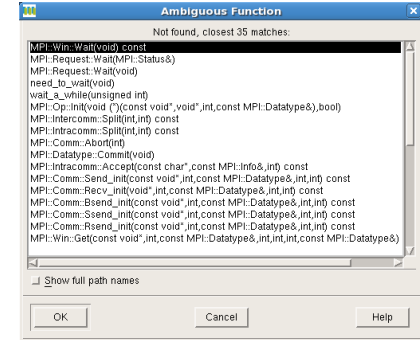 Ambiguous Function
Not found, closest 35 matches:
MPI::Win::Wait(void) const
MPI::Request::Wait(MPI::Status&)
MPI::Request::Wait(void)
need_to_wait(void)
wait_a_while(unsigned int)
MPI::Op::Init(void (*)(const void*,void*,int,const MPI::Datatype&),bool)
MPI::Intercomm::Split(int,int) const
MPI::Intracomm::Split(int,int) const
MPI::Comm::Abort(int)
MPI::Datatype::Commit(void)
MPI::Intracomm::Accept(const char*,const MPI::Info&,int) const
MPI::Comm::Send_init(const void*,int,const MPI::Datatype&,int,int) const
MPI::Comm::Recv_init(void*,int,const MPI::Datatype&,int,int) const
MPI::Comm::Bsend_init(const void*,int,const MPI::Datatype&,int,int) const
MPI::Comm::Ssend_init(const void*,int,const MPI::Datatype&,int,int) const
MPI::Comm::Rsend_init(const void*,int,const MPI::Datatype&,int,int) const
MPI::Win::Get(const void*,int,const MPI::Datatype&,int,int,int,const MPI::Datatype&)
Show full path names
OK Cancel Help